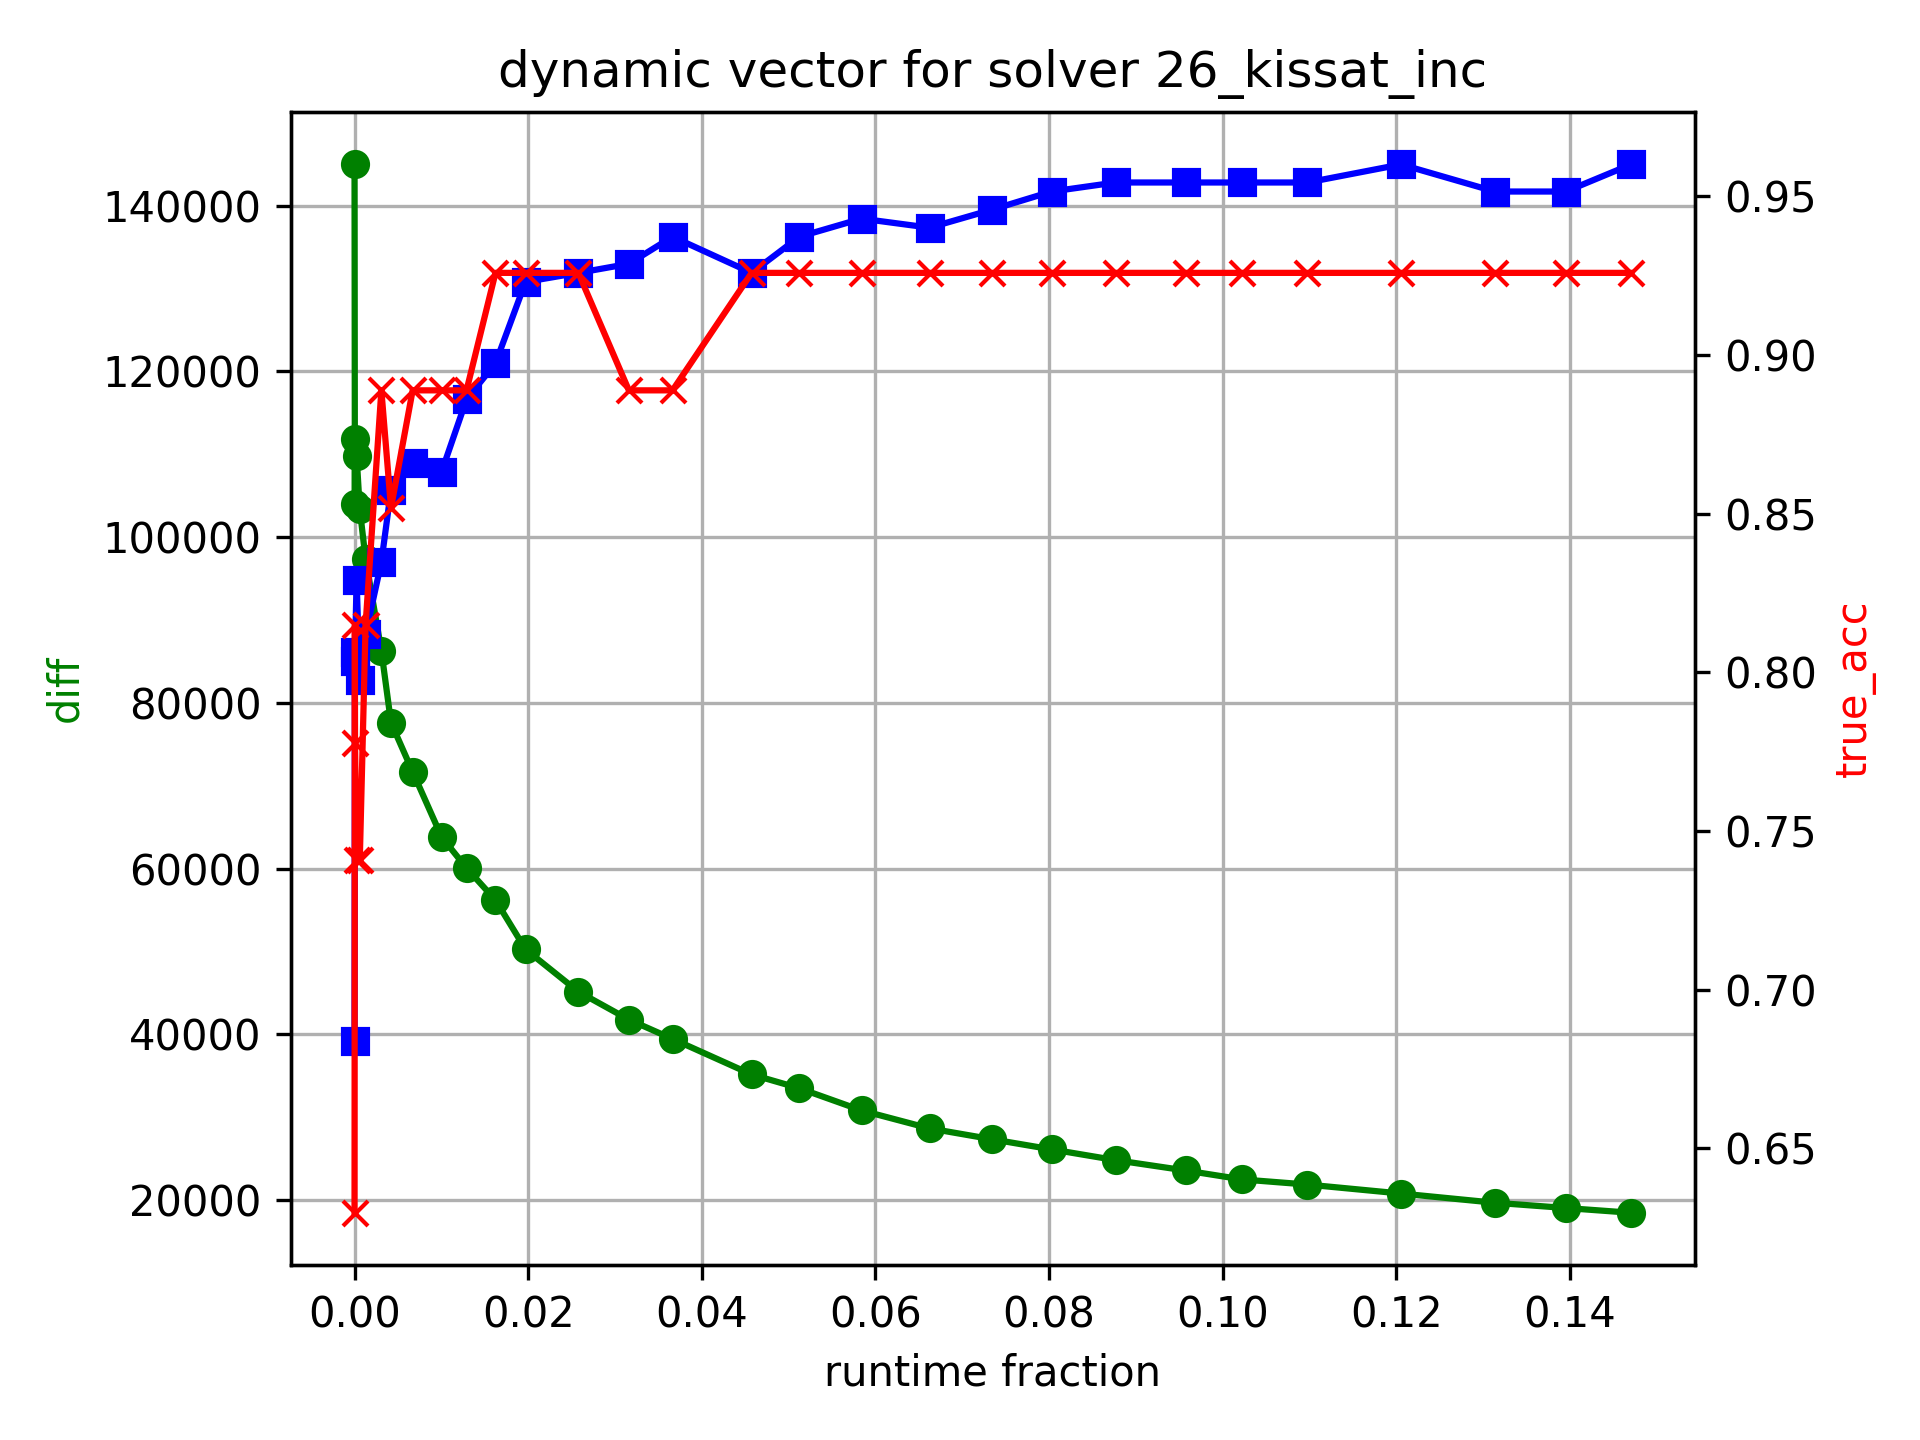 dynamic vector for solver 26_kissat_inc
diff
140000
120000
100000
80000
60000
40000
20000
0.95
0.90
0.85
0.80
0.75
0.70
0.65
true_acc
0.00 0.02 0.04 0.06 0.08 0.10 0.12 0.14
runtime fraction